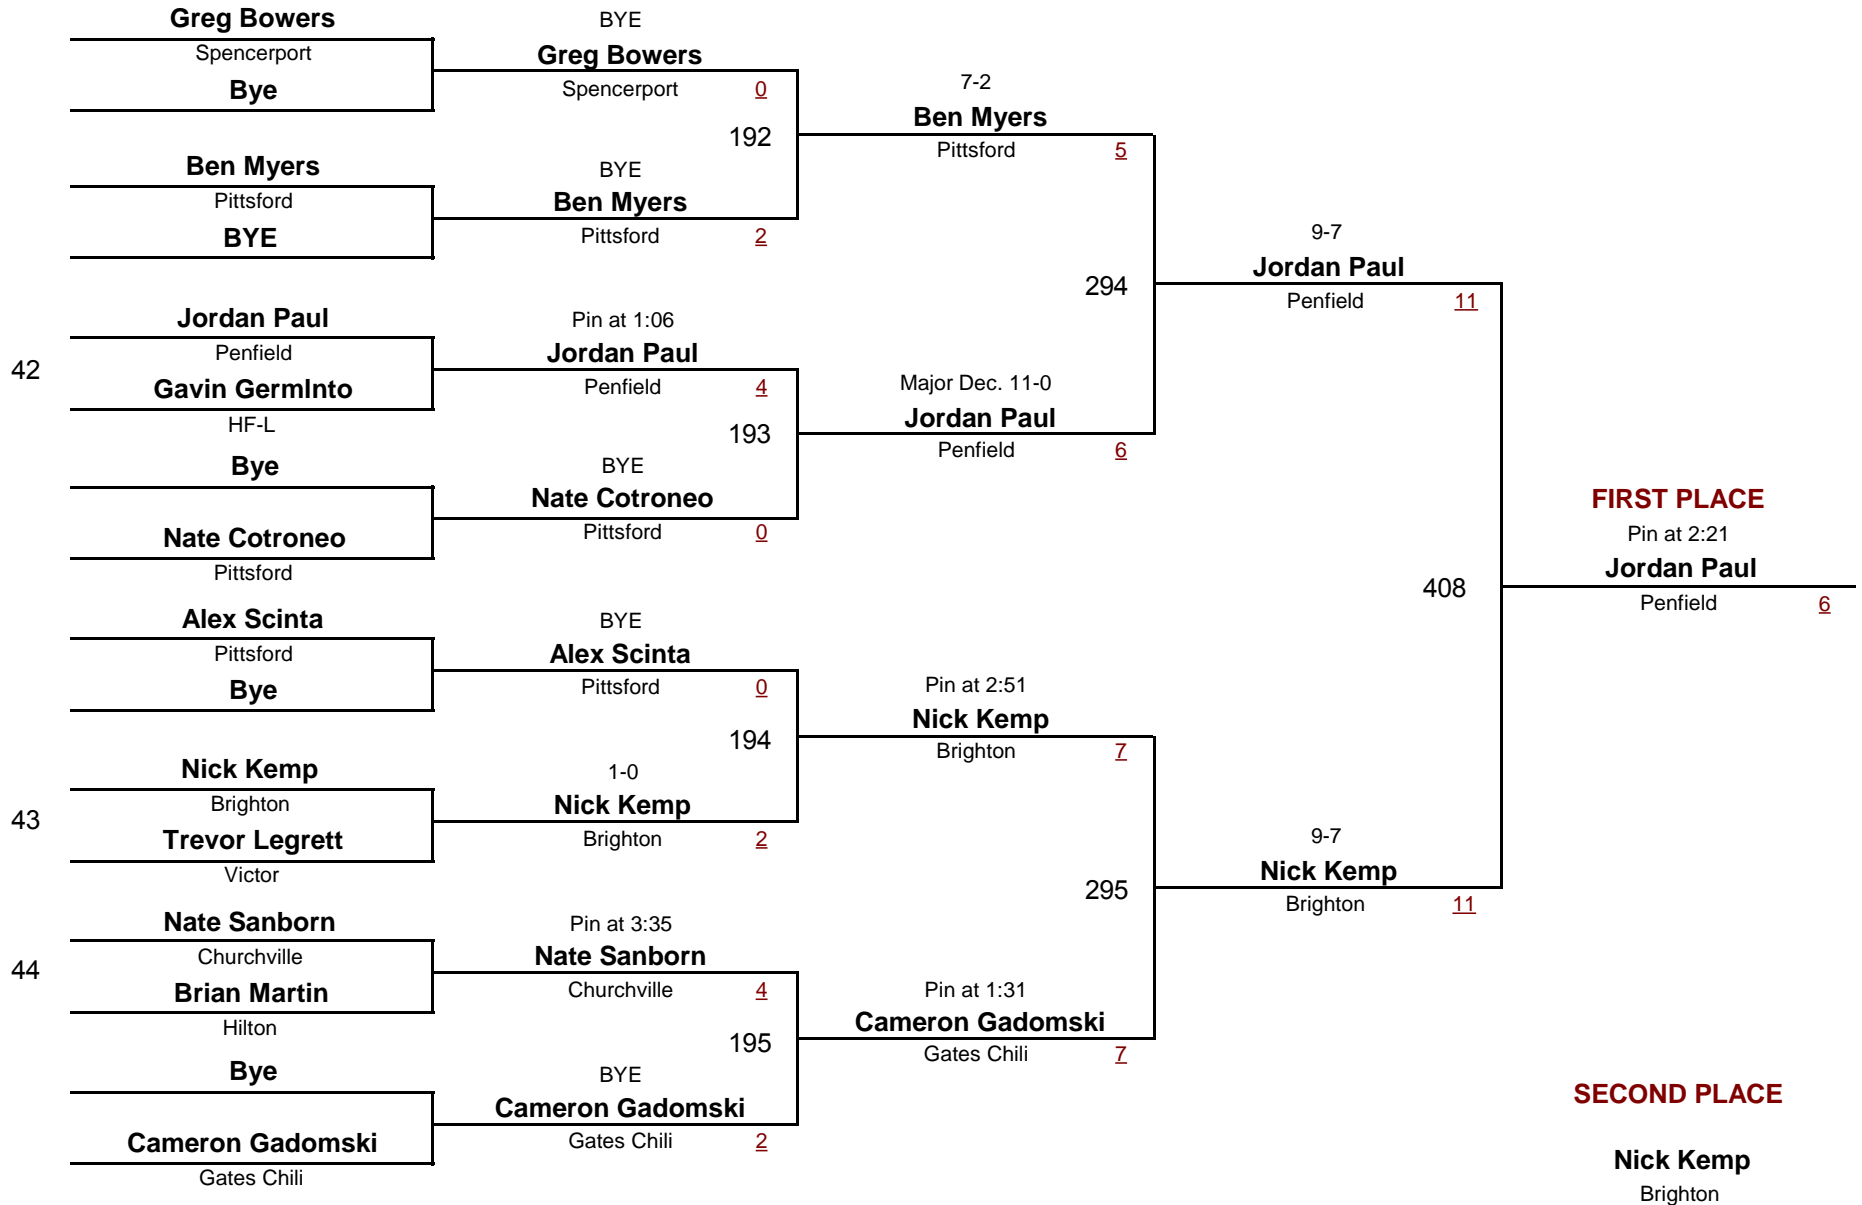 Greg Bowers
Spencerport
Bye
Ben Myers
Pittsford
BYE
42
Jordan Paul
Penfield
Gavin GermInto
HF-L
Bye
Nate Cotroneo
Pittsford
Alex Scinta
Pittsford
Bye
43
Nick Kemp
Brighton
Trevor Legrett
Victor
44
Nate Sanborn
Churchville
Brian Martin
Hilton
Bye
Cameron Gadomski
Gates Chili
BYE
Greg Bowers
Spencerport 0
192
BYE
Ben Myers
Pittsford 2
Pin at 1:06
Jordan Paul
Penfield 4
193
BYE
Nate Cotroneo
Pittsford 0
BYE
Alex Scinta
Pittsford 0
194
1-0
Nick Kemp
Brighton 2
Pin at 3:35
Nate Sanborn
Churchville 4
195
BYE
Cameron Gadomski
Gates Chili 2
7-2
Ben Myers
Pittsford 5
294
Major Dec. 11-0
Jordan Paul
Penfield 6
Pin at 2:51
Nick Kemp
Brighton 7
295
Pin at 1:31
Cameron Gadomski
Gates Chili 7
9-7
Jordan Paul
Penfield 11
408
9-7
Nick Kemp
Brighton 11
FIRST PLACE
Pin at 2:21
Jordan Paul
Penfield 6
SECOND PLACE
Nick Kemp
Brighton